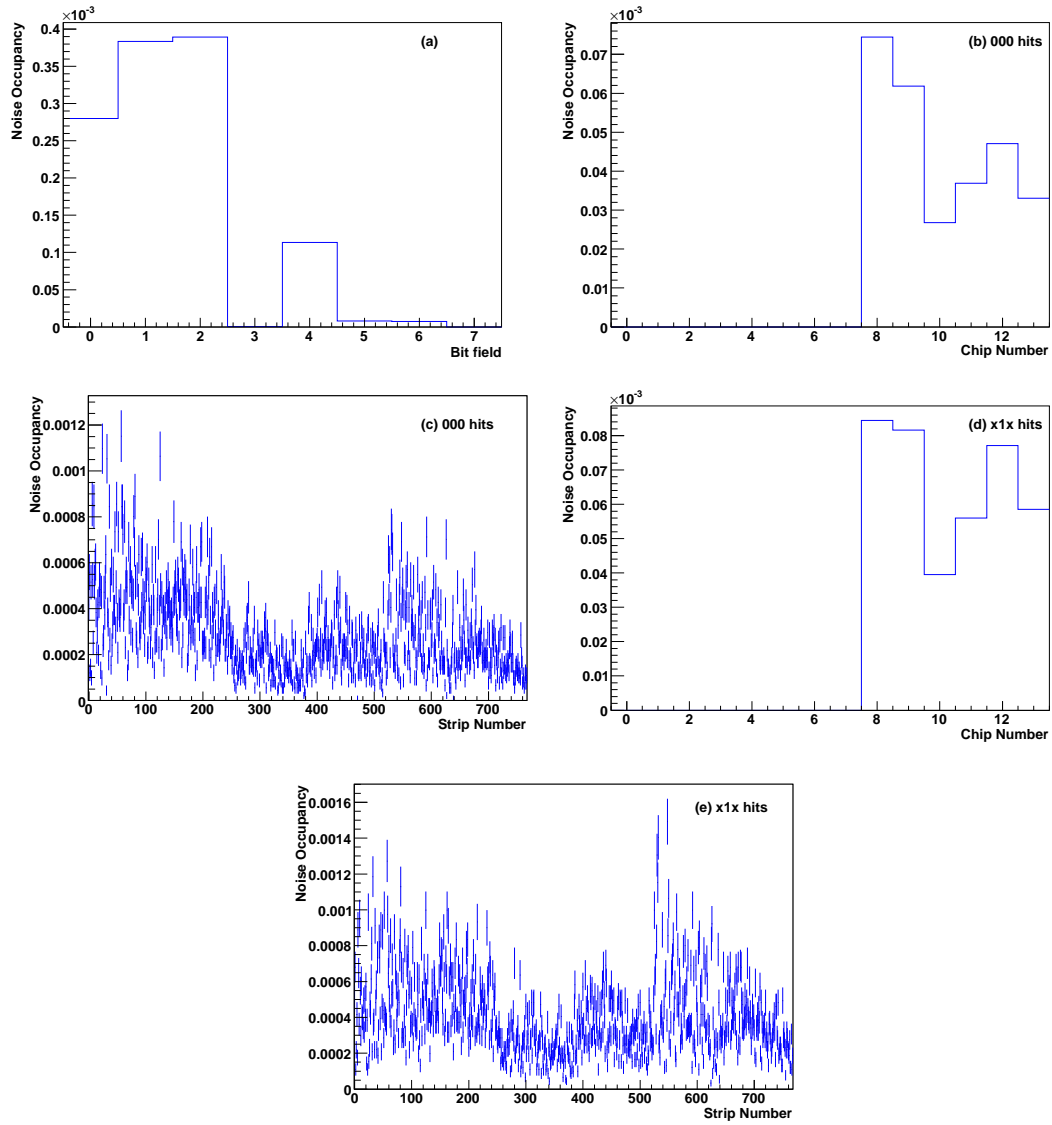 ×10⁻³
Noise Occupancy
(a)
0.4
0.35
0.3
0.25
0.2
0.15
0.1
0.05
0
0 1 2 3 4 5 6 7
Bit field
×10⁻³
Noise Occupancy
(b) 000 hits
0.07
0.06
0.05
0.04
0.03
0.02
0.01
0
0 2 4 6 8 10 12
Chip Number
Noise Occupancy
(c) 000 hits
0.0012
0.001
0.0008
0.0006
0.0004
0.0002
0
0 100 200 300 400 500 600 700
Strip Number
×10⁻³
Noise Occupancy
(d) x1x hits
0.08
0.07
0.06
0.05
0.04
0.03
0.02
0.01
0
0 2 4 6 8 10 12
Chip Number
Noise Occupancy
(e) x1x hits
0.0016
0.0014
0.0012
0.001
0.0008
0.0006
0.0004
0.0002
0
0 100 200 300 400 500 600 700
Strip Number